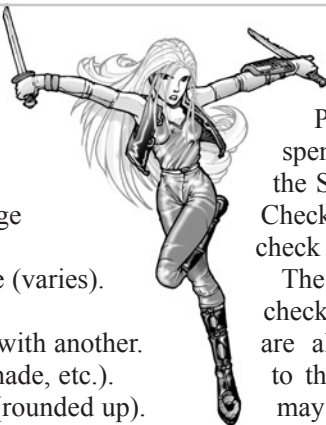 ge
e (varies).
with another.
nade, etc.).
(rounded up).
P
spen
the S
Check
check
The
check
are al
to th
may